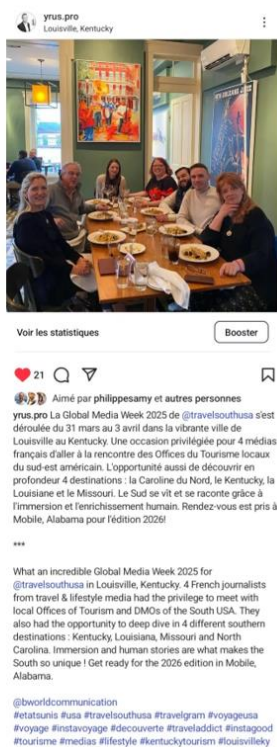 yrus.pro
Louisville, Kentucky
Voir les statistiques
Booster
21
Aimé par philippesamy et autres personnes
yrus.pro La Global Media Week 2025 de @travelsouthusa s'est
déroulée du 31 mars au 3 avril dans la vibrante ville de
Louisville au Kentucky. Une occasion privilégiée pour 4 médias
français d'aller à la rencontre des Offices du Tourisme locaux
du sud-est américain. L'opportunité aussi de découvrir en
profondeur 4 destinations : la Caroline du Nord, le Kentucky, la
Louisiane et le Missouri. Le Sud se vît et se raconte grâce à
l'immersion et l'enrichissement humain. Rendez-vous est pris à
Mobile, Alabama pour l'édition 2026!
***
What an incredible Global Media Week 2025 for
@travelsouthusa in Louisville, Kentucky. 4 French journalists
from travel & lifestyle media had the privilege to meet with
local Offices of Tourism and DMOs of the South USA. They
also had the opportunity to deep dive in 4 different southern
destinations : Kentucky, Louisiana, Missouri and North
Carolina. Immersion and human stories are what makes the
South so unique ! Get ready for the 2026 edition in Mobile,
Alabama.
@bworldcommunication
#etatsunis #usa #travelsouthusa #travelgram #voyageusa
#voyage #instavoyage #decouverte #traveladdict #instagood
#tourisme #medias #lifestyle #kentuckytourism #louisvilleky